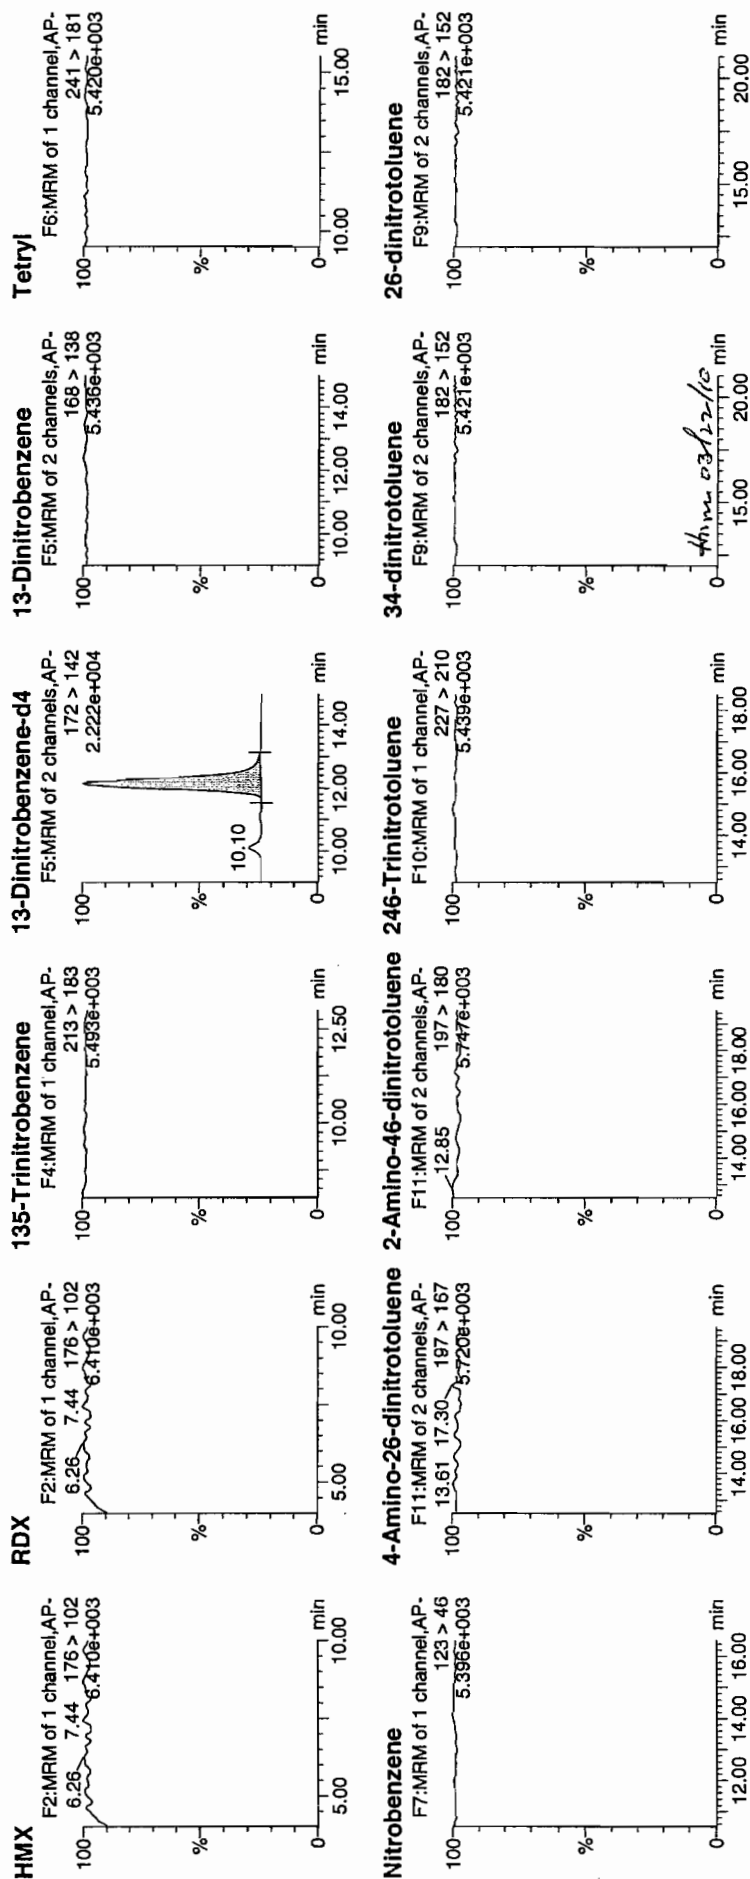 HMX
F2:MRM of 1 channel,AP-
176 > 102
6.410e+003
6.26
7.44
100
%
0
5.00
10.00
min
RDX
F2:MRM of 1 channel,AP-
176 > 102
6.410e+003
6.26
7.44
100
%
0
5.00
10.00
min
135-Trinitrobenzene
F4:MRM of 1 channel,AP-
213 > 183
5.493e+003
100
%
0
10.00
12.50
min
13-Dinitrobenzene-d4
F5:MRM of 2 channels,AP-
172 > 142
2.222e+004
10.10
100
%
0
10.00
12.00
14.00
min
13-Dinitrobenzene
F5:MRM of 2 channels,AP-
168 > 138
5.436e+003
100
%
0
10.00
12.00
14.00
min
Tetryl
F6:MRM of 1 channel,AP-
241 > 181
5.420e+003
100
%
0
10.00
15.00
min
Nitrobenzene
F7:MRM of 1 channel,AP-
123 > 46
5.396e+003
100
%
0
12.00
14.00
16.00
min
4-Amino-26-dinitrotoluene
F11:MRM of 2 channels,AP-
13.61
17.30
197 > 167
5.720e+003
100
%
0
14.00
16.00
18.00
min
2-Amino-46-dinitrotoluene
F11:MRM of 2 channels,AP-
12.85
197 > 180
5.747e+003
100
%
0
14.00
16.00
18.00
min
246-Trinitrotoluene
F10:MRM of 1 channel,AP-
227 > 210
5.439e+003
100
%
0
14.00
16.00
18.00
min
34-dinitrotoluene
F9:MRM of 2 channels,AP-
182 > 152
5.421e+003
100
%
0
15.00
20.00
min
03/22/10
26-dinitrotoluene
F9:MRM of 2 channels,AP-
182 > 152
5.421e+003
100
%
0
15.00
20.00
min